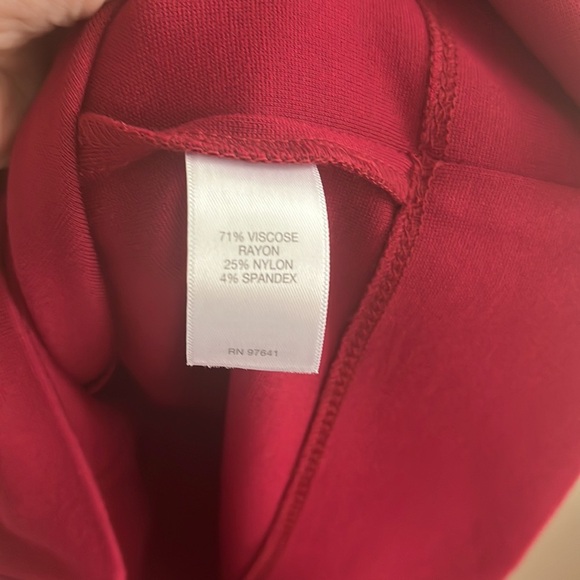 71% VISCOSE
RAYON
25% NYLON
4% SPANDEX
RN 97641